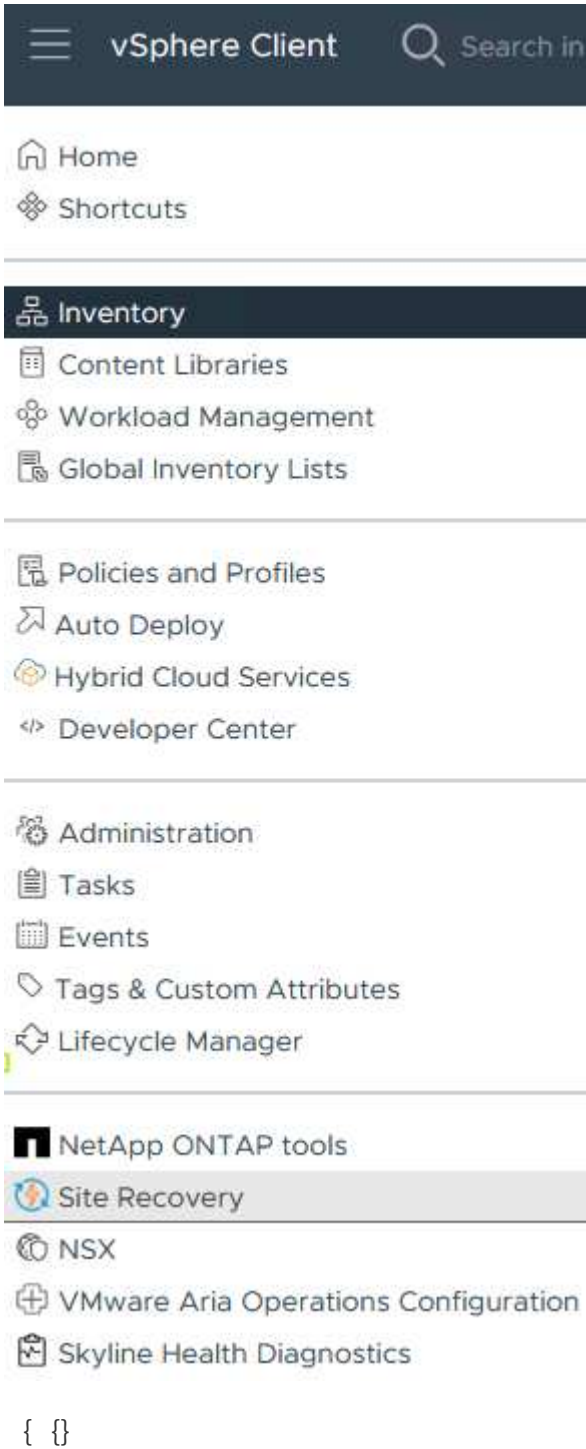 vSphere Client
Search in
Home
Shortcuts
Inventory
Content Libraries
Workload Management
Global Inventory Lists
Policies and Profiles
Auto Deploy
Hybrid Cloud Services
</> Developer Center
Administration
Tasks
Events
Tags & Custom Attributes
Lifecycle Manager
NetApp ONTAP tools
Site Recovery
NSX
VMware Aria Operations Configuration
Skyline Health Diagnostics
{ {}